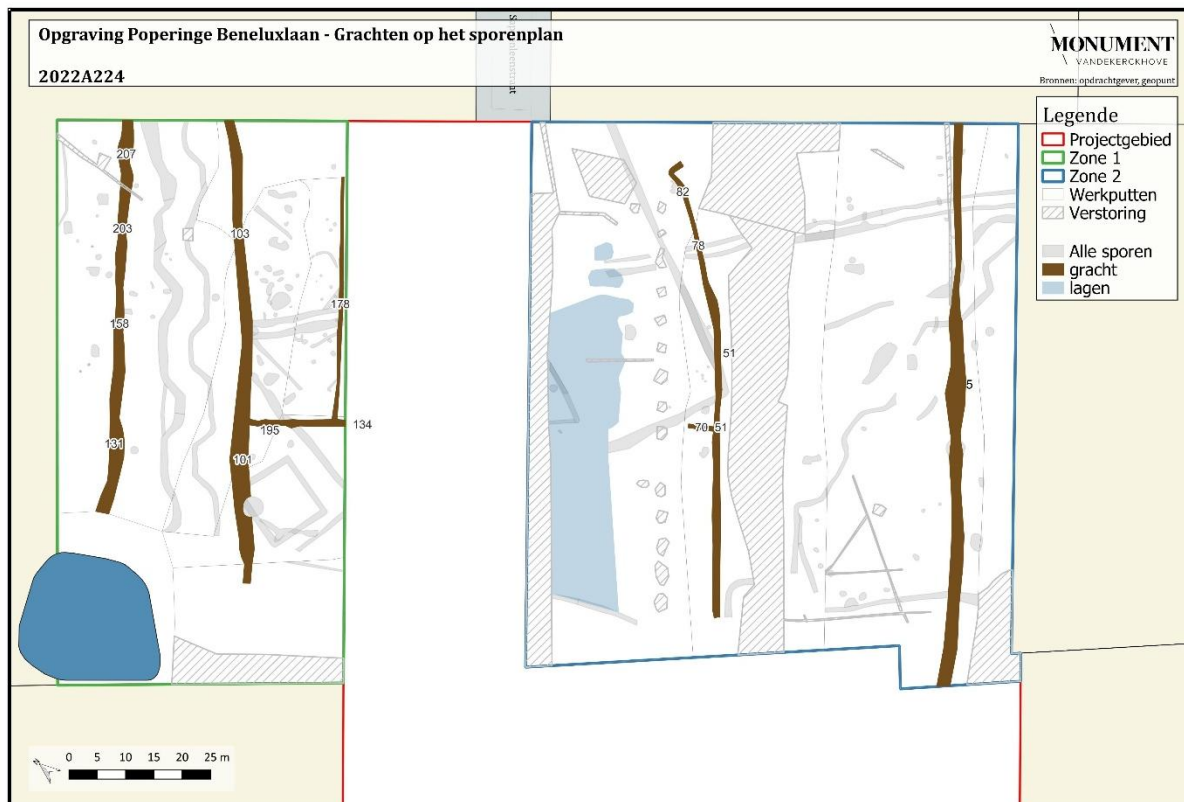 Opgraving Poperinge Beneluxlaan - Grachten op het sporenplan
2022A224
MONUMENT
VANDEKERCKHOVE
Bronnen: opdrachtgever, geopunt
Legende
Projectgebied
Zone 1
Zone 2
Werkputten
Verstoring
Alle sporen
gracht
lagen
207
203
103
158
178
131
195
134
101
82
78
51
70 51
5
0 5 10 15 20 25 m